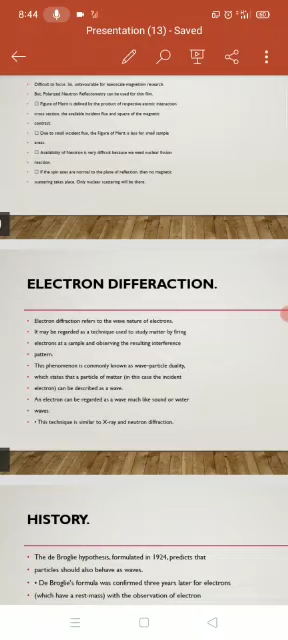 8:44
Presentation (13) - Saved
• Difficult to focus. So, unfavorable for nanoscale magnetism research.
• But, Polarized Neutron Reflectometry can be used for thin film.
• □ Figure of Merit is defined by the product of respective atomic interaction
• cross section, the available incident flux and square of the magnetic
• contrast.
• □ Due to small incident flux, the Figure of Merit is less for small sample
• areas.
• □ Availability of Neutron is very difficult because we need nuclear fission
• reaction.
• □ If the spin axes are normal to the plane of reflection, then no magnetic
• scattering takes place. Only nuclear scattering will be there.
ELECTRON DIFFERACTION.
• Electron diffraction refers to the wave nature of electrons.
• It may be regarded as a technique used to study matter by firing
• electrons at a sample and observing the resulting interference
• pattern.
• This phenomenon is commonly known as wave–particle duality,
• which states that a particle of matter (in this case the incident
• electron) can be described as a wave.
• An electron can be regarded as a wave much like sound or water
• waves.
• • This technique is similar to X-ray and neutron diffraction.
HISTORY.
• The de Broglie hypothesis, formulated in 1924, predicts that
• particles should also behave as waves.
• • De Broglie's formula was confirmed three years later for electrons
• (which have a rest-mass) with the observation of electron